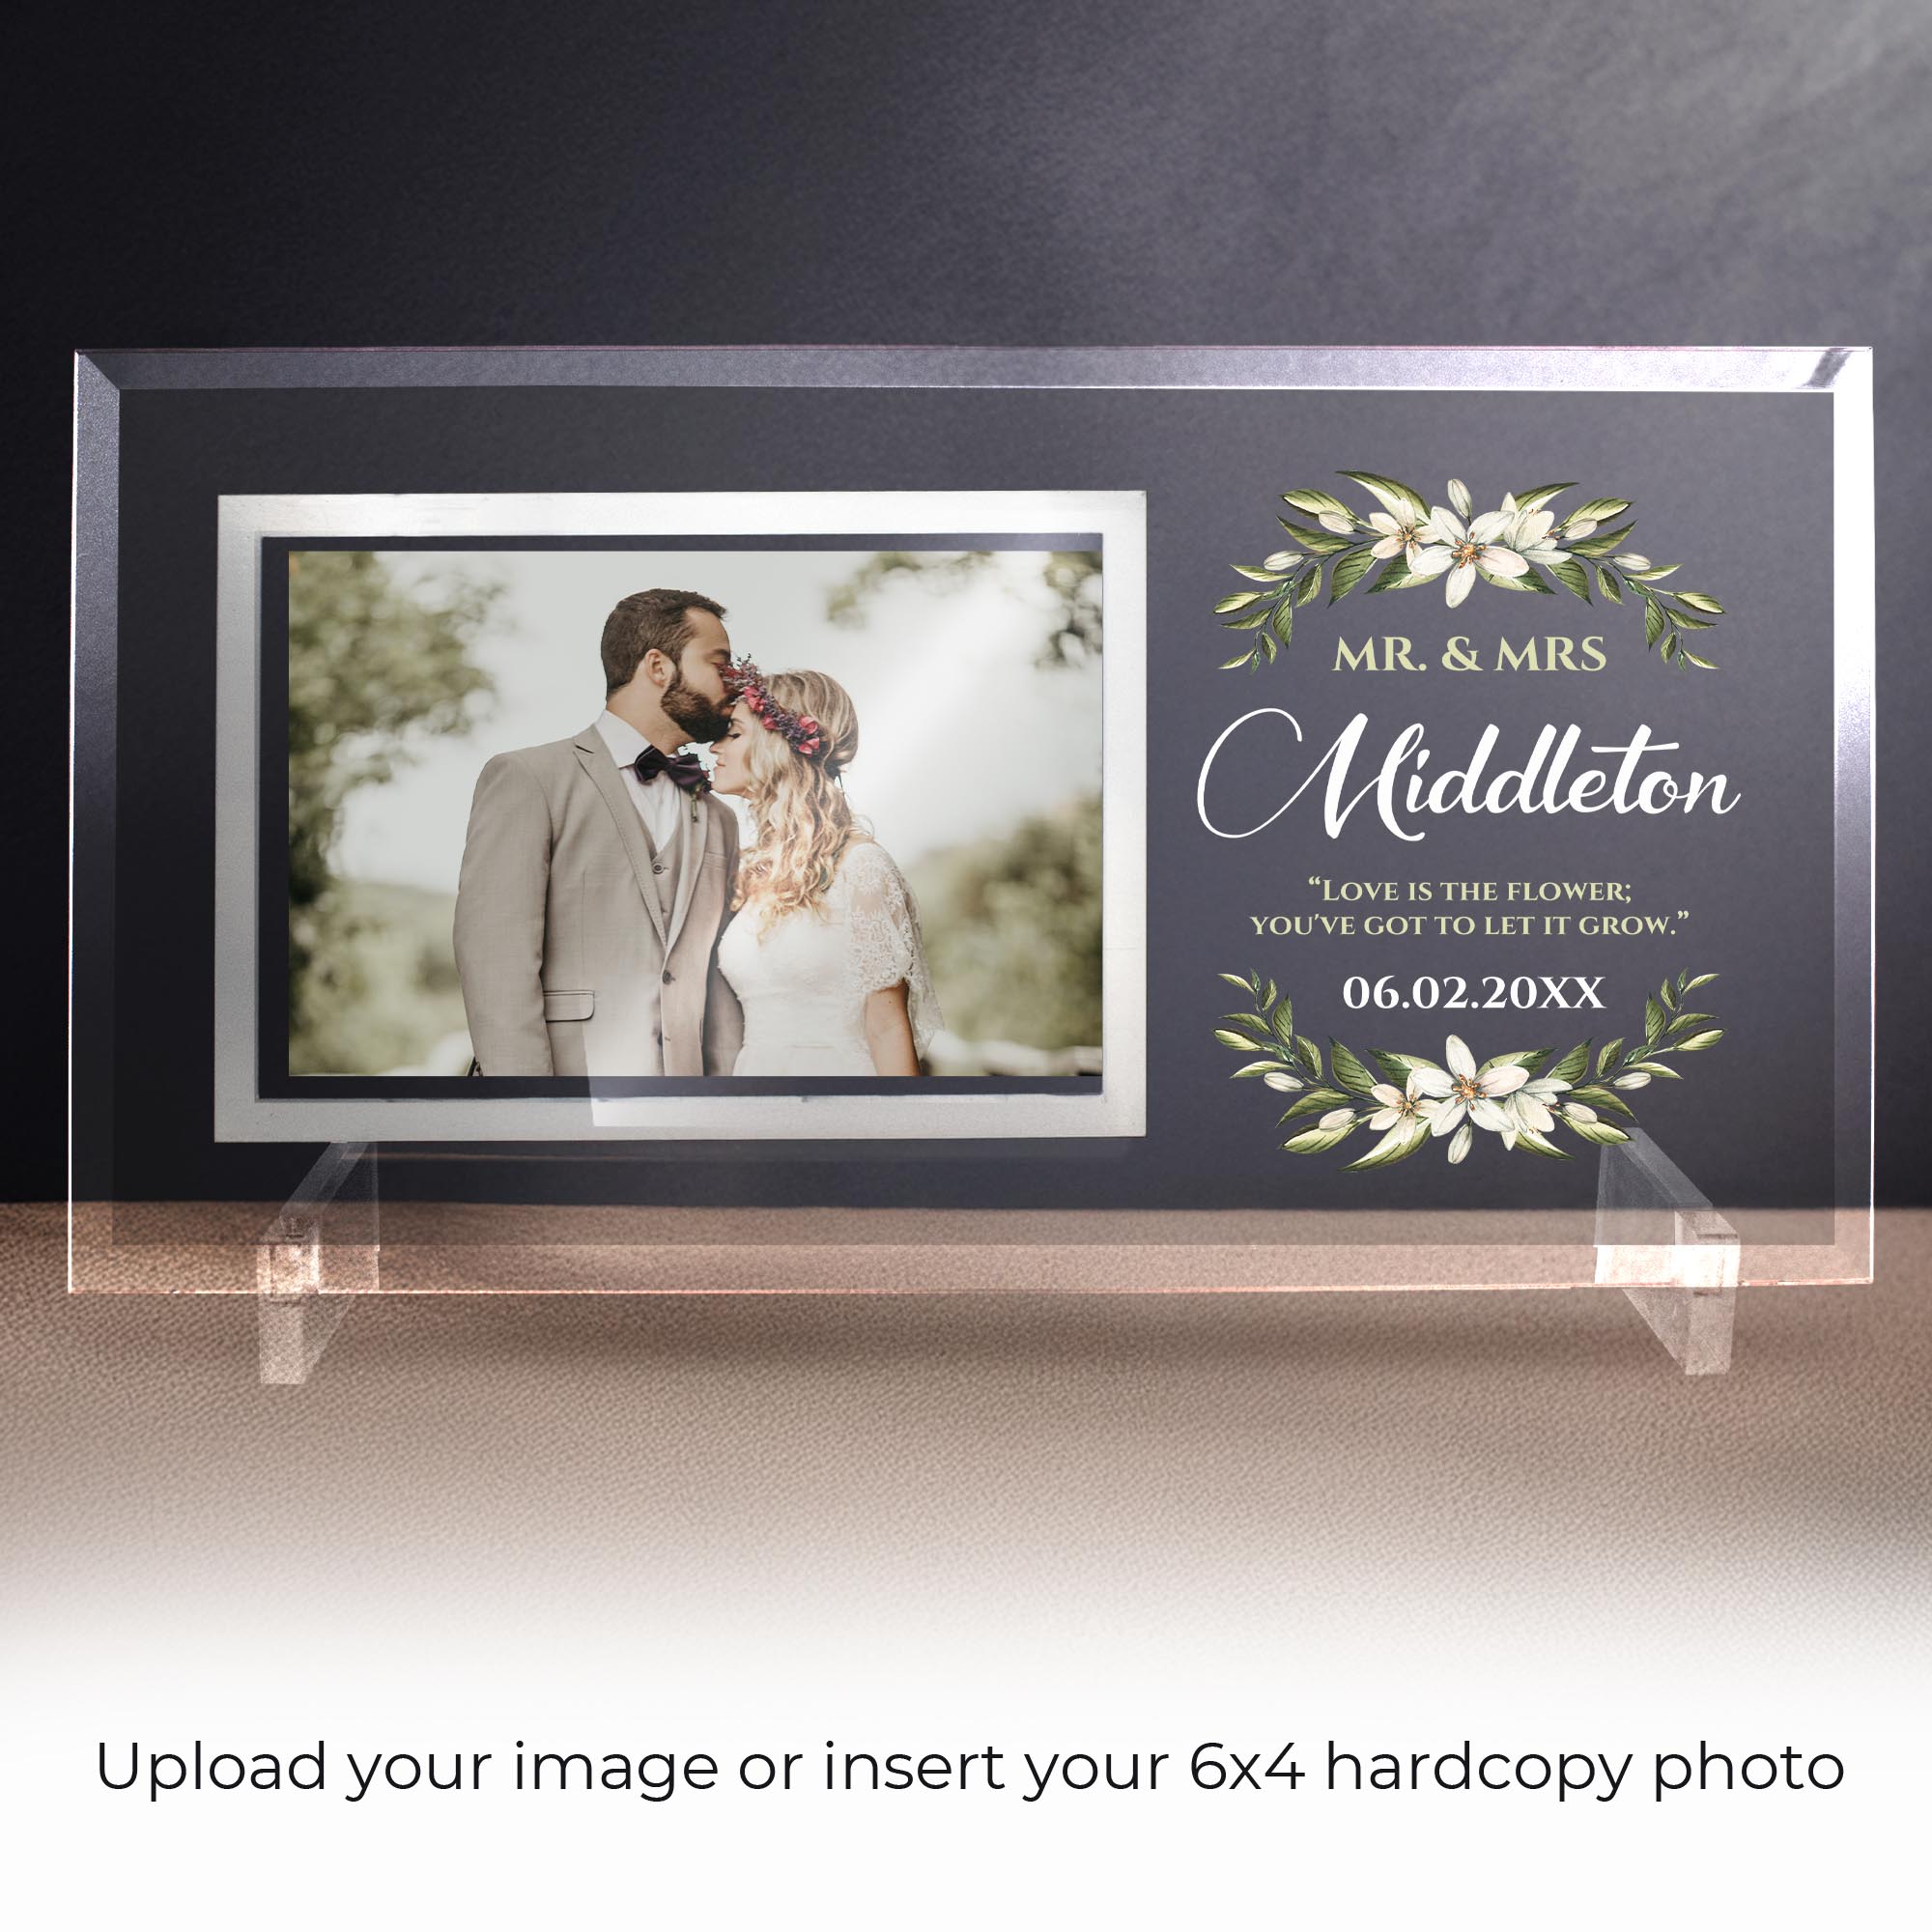 MR. & MRS
Middleton
“LOVE IS THE FLOWER;
YOU'VE GOT TO LET IT GROW.”
06.02.20XX
Upload your image or insert your 6x4 hardcopy photo